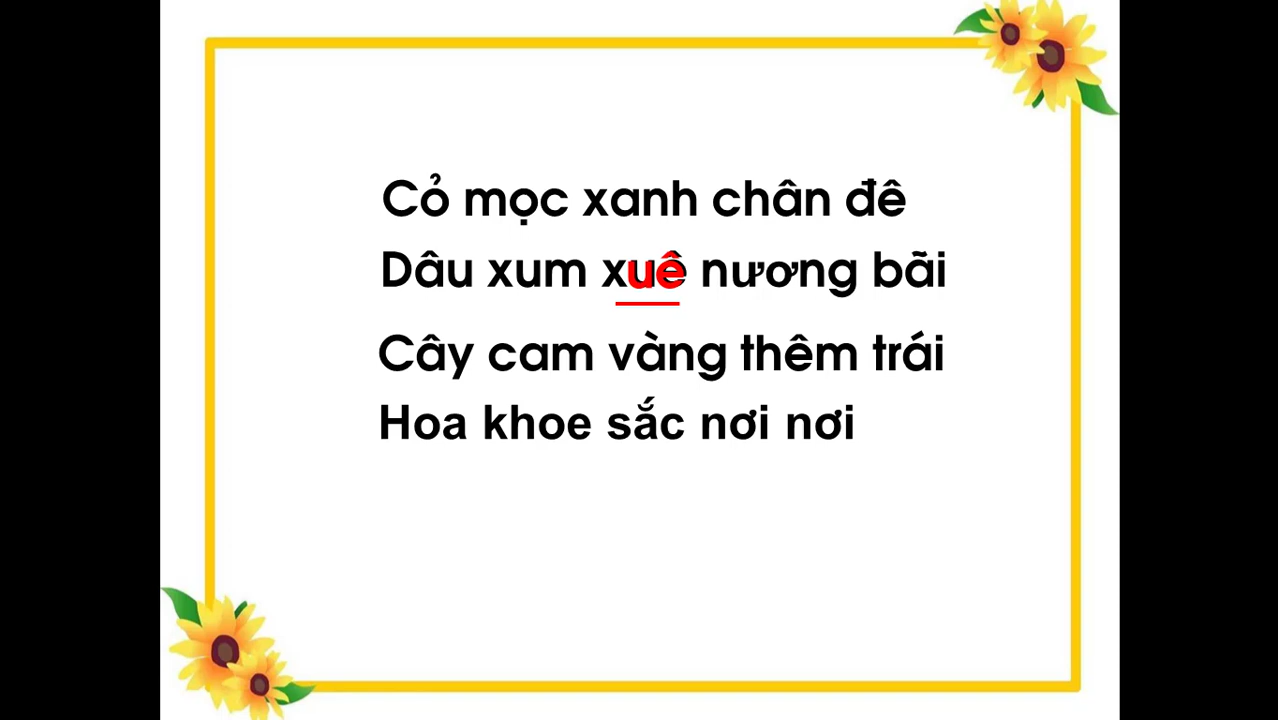 Cỏ mọc xanh chân đê
Dâu xum xuê nương bãi
Cây cam vàng thêm trái
Hoa khoe sắc nơi nơi